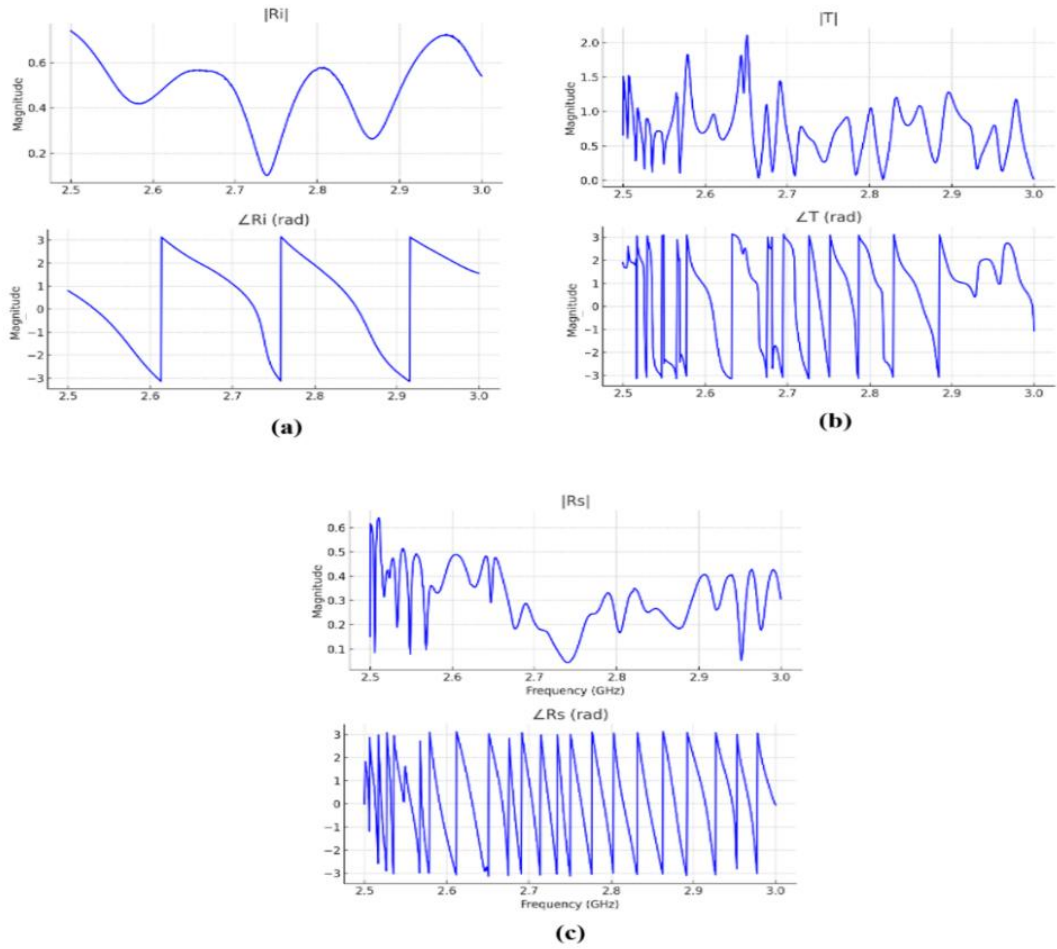 |Ri|
Magnitude
0.6
0.4
0.2
2.5 2.6 2.7 2.8 2.9 3.0
∠Ri (rad)
Magnitude
3
2
1
0
−1
−2
−3
2.5 2.6 2.7 2.8 2.9 3.0
(a)
|T|
Magnitude
2.0
1.5
1.0
0.5
0.0
2.5 2.6 2.7 2.8 2.9 3.0
∠T (rad)
Magnitude
3
2
1
0
−1
−2
−3
2.5 2.6 2.7 2.8 2.9 3.0
(b)
|Rs|
Magnitude
0.6
0.5
0.4
0.3
0.2
0.1
2.5 2.6 2.7 2.8 2.9 3.0
Frequency (GHz)
∠Rs (rad)
3
2
1
0
−1
−2
−3
2.5 2.6 2.7 2.8 2.9 3.0
Frequency (GHz)
(c)